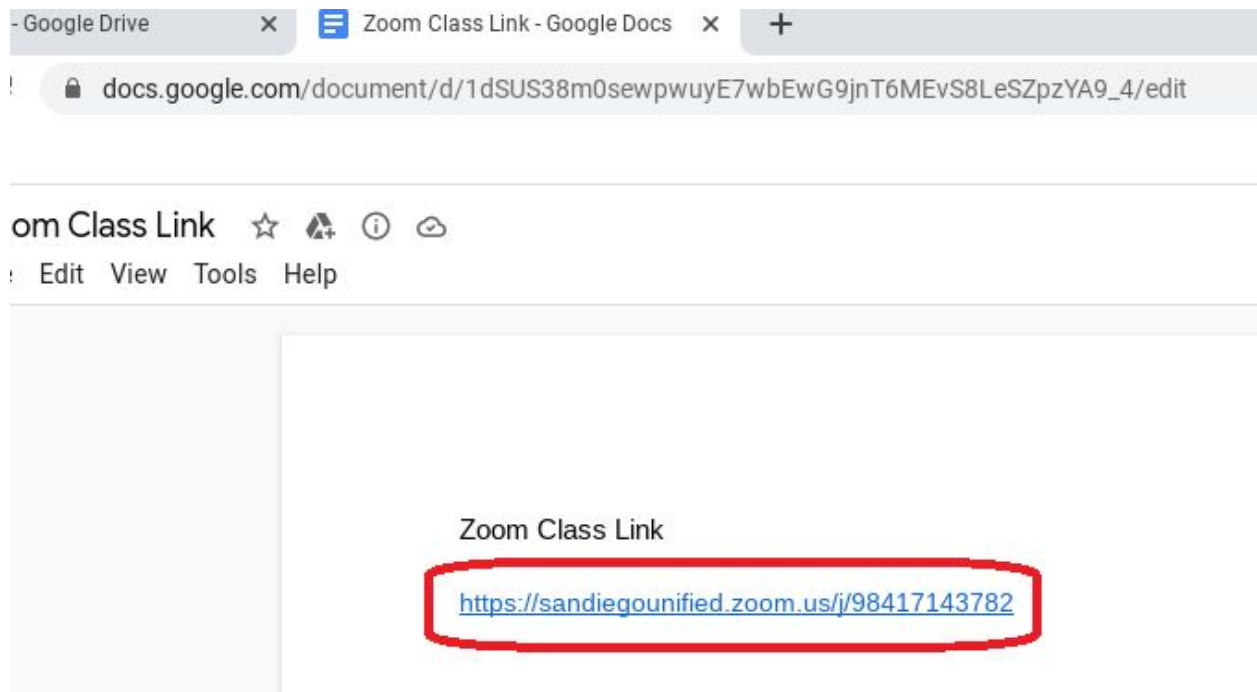 - Google Drive
Zoom Class Link - Google Docs
docs.google.com/document/d/1dSUS38m0sewpwuyE7wbEwG9jnT6MEvS8LeSZpzYA9_4/edit
om Class Link
Edit View Tools Help
Zoom Class Link
https://sandiegounified.zoom.us/j/98417143782